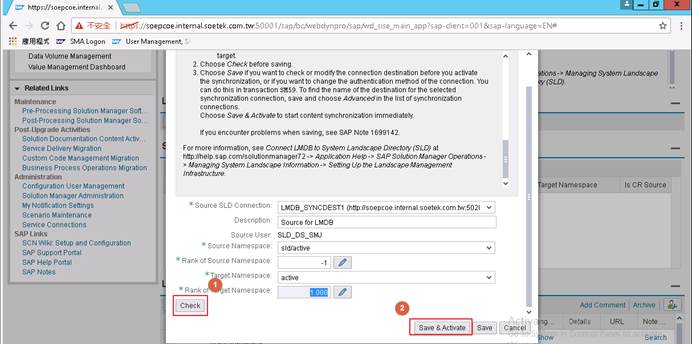 SAP
SAP
SAP
不安全 | https://soepcoe.internal.soetek.com.tw:50001/sap/bc/webdynpro/sap/wd_sise_main_app?sap-client=001&sap-language=EN#
應用程式 SMA Logon User Management, S
Data Volume Management
Value Management Dashboard
Related Links
Maintenance
Pre-Processing Solution Manager Soft...
Post-Processing Solution Manager Sof...
Post-Upgrade Activities
Solution Documentation Content Activ...
Service Delivery Migration
Custom Code Management Migration
Business Process Operations Migration
Administration
Configuration User Management
Solution Manager Administration
My Notification Settings
Scenario Maintenance
Service Connections
SAP Links
SCN Wiki: Setup and Configuration
SAP Support Portal
SAP Help Portal
SAP Notes
target.
2. Choose Check before saving.
3. Choose Save if you want to check or modify the connection destination before you activate
the synchronization, or if you want to change the authentication method of the connection. You
can do this in transaction SM59. To find the name of the destination for the selected
synchronization connection, save and choose Advanced in the list of synchronization
connections.
Choose Save & Activate to start content synchronization immediately.
If you encounter problems when saving, see SAP Note 1699142.
For more information, see Connect LMDB to System Landscape Directory (SLD) at
http://help.sap.com/solutionmanager72 -> Application Help -> SAP Solution Manager Operations -
> Managing System Landscape Information -> Setting Up the Landscape Management
Infrastructure.
* Source SLD Connection: LMDB_SYNCDEST1 (http://soepcoe.internal.soetek.com.tw:502(
Description: Source for LMDB
Source User: SLD_DS_SMJ
* Source Namespace: sld/active
* Rank of Source Namespace: -1
* Target Namespace: active
* Rank of Target Namespace: 1.000
1
Check
2
Save & Activate Save Cancel
ations -> Managing System Landscape
y (SLD).
Target Namespace Is CR Source
L
Add Comment Archive
ang... Details URL Note ...
Show Search